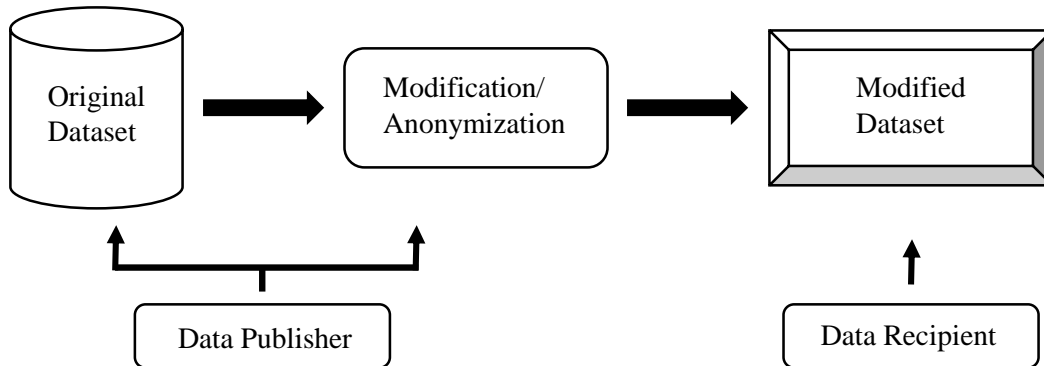 Original
Dataset
Modification/
Anonymization
Modified
Dataset
Data Publisher
Data Recipient